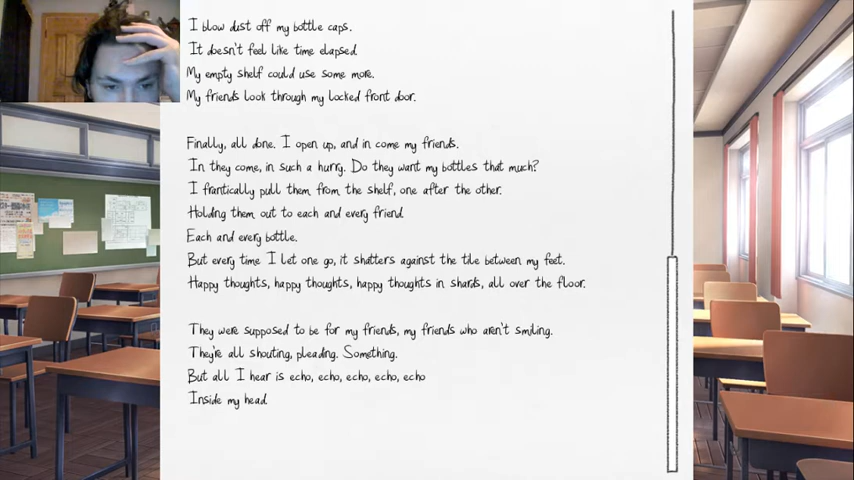 I blow dust off my bottle caps.
It doesn't feel like time elapsed.
My empty shelf could use some more.
My friends look through my locked front door.
Finally, all done. I open up, and in come my friends.
In they come, in such a hurry. Do they want my bottles that much?
I frantically pull them from the shelf, one after the other.
Holding them out to each and every friend.
Each and every bottle.
But every time I let one go, it shatters against the tile between my feet.
Happy thoughts, happy thoughts, happy thoughts in shards, all over the floor.
They were supposed to be for my friends, my friends who aren't smiling.
They're all shouting, pleading. Something.
But all I hear is echo, echo, echo, echo, echo
Inside my head.